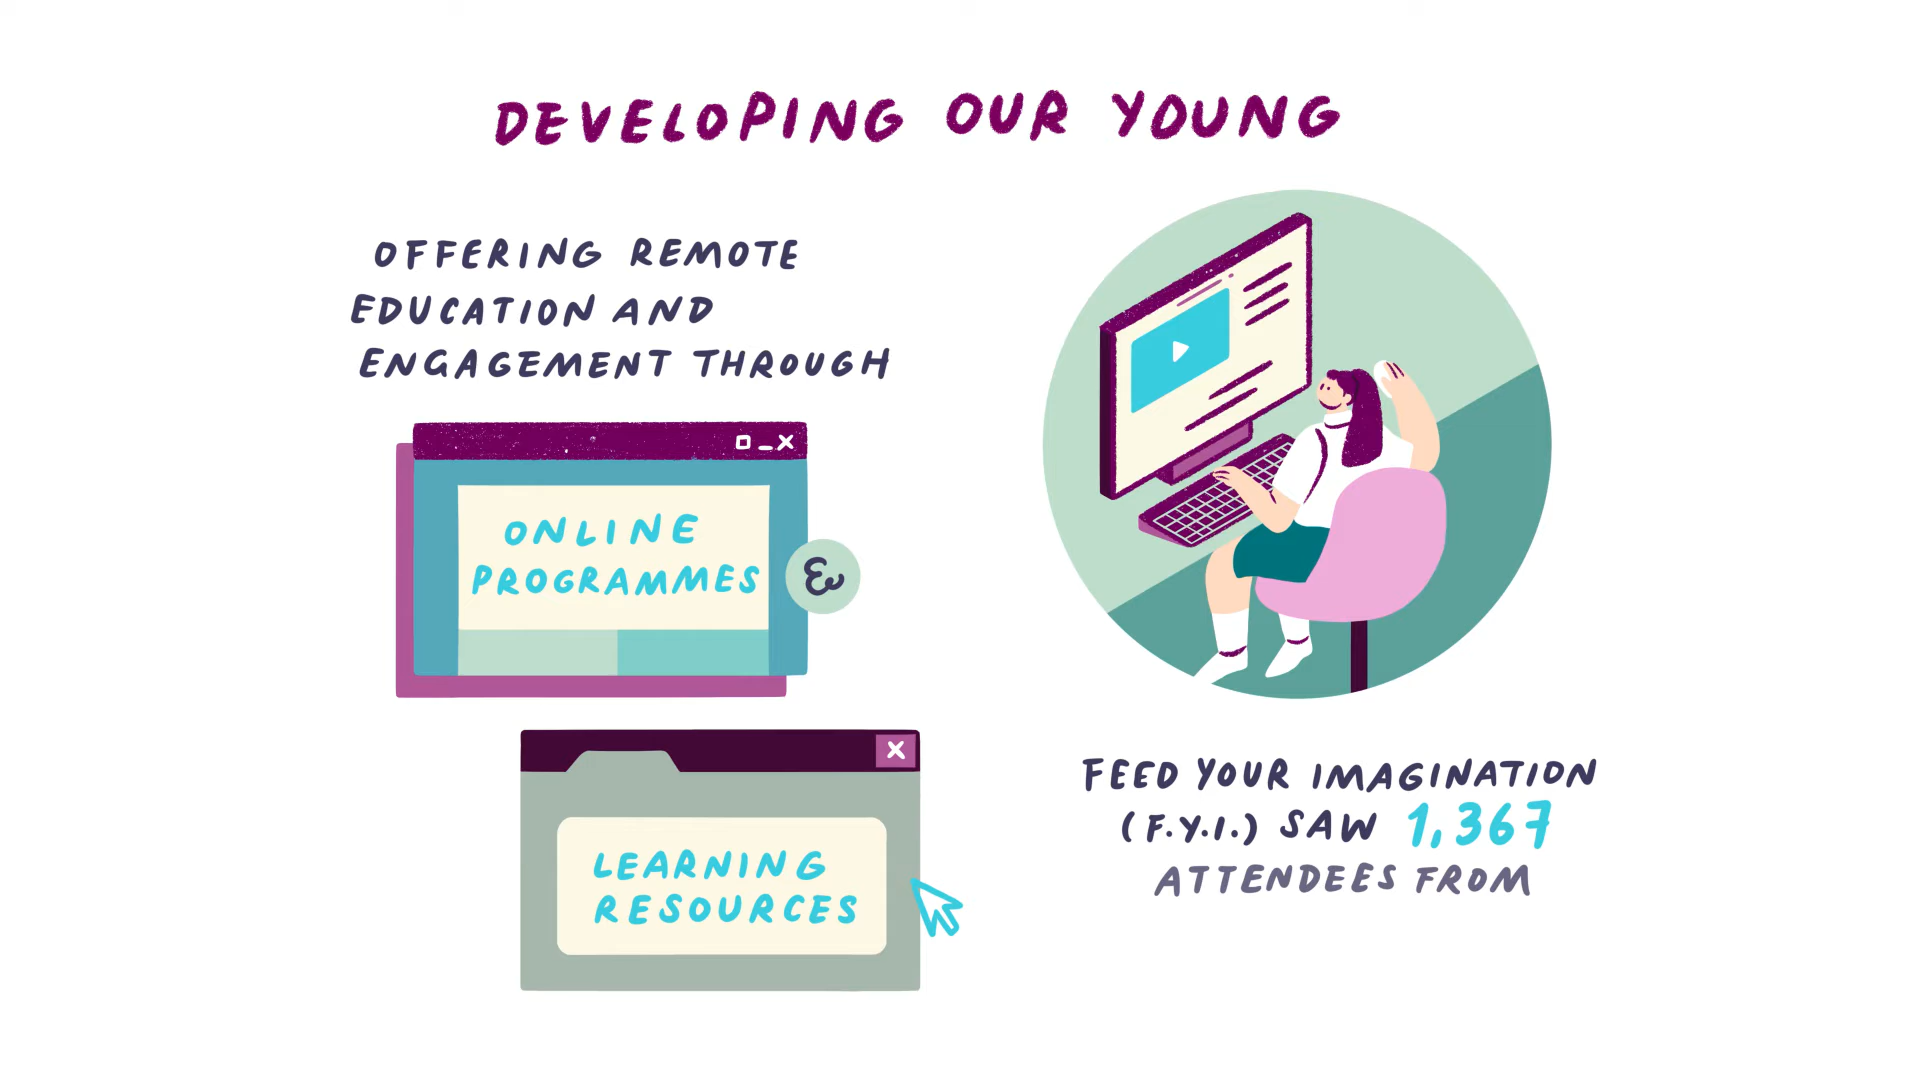 DEVELOPING OUR YOUNG
OFFERING REMOTE
EDUCATION AND
ENGAGEMENT THROUGH
ONLINE
PROGRAMMES
&
LEARNING
RESOURCES
FEED YOUR IMAGINATION
(F.Y.I.) SAW 1,367
ATTENDEES FROM